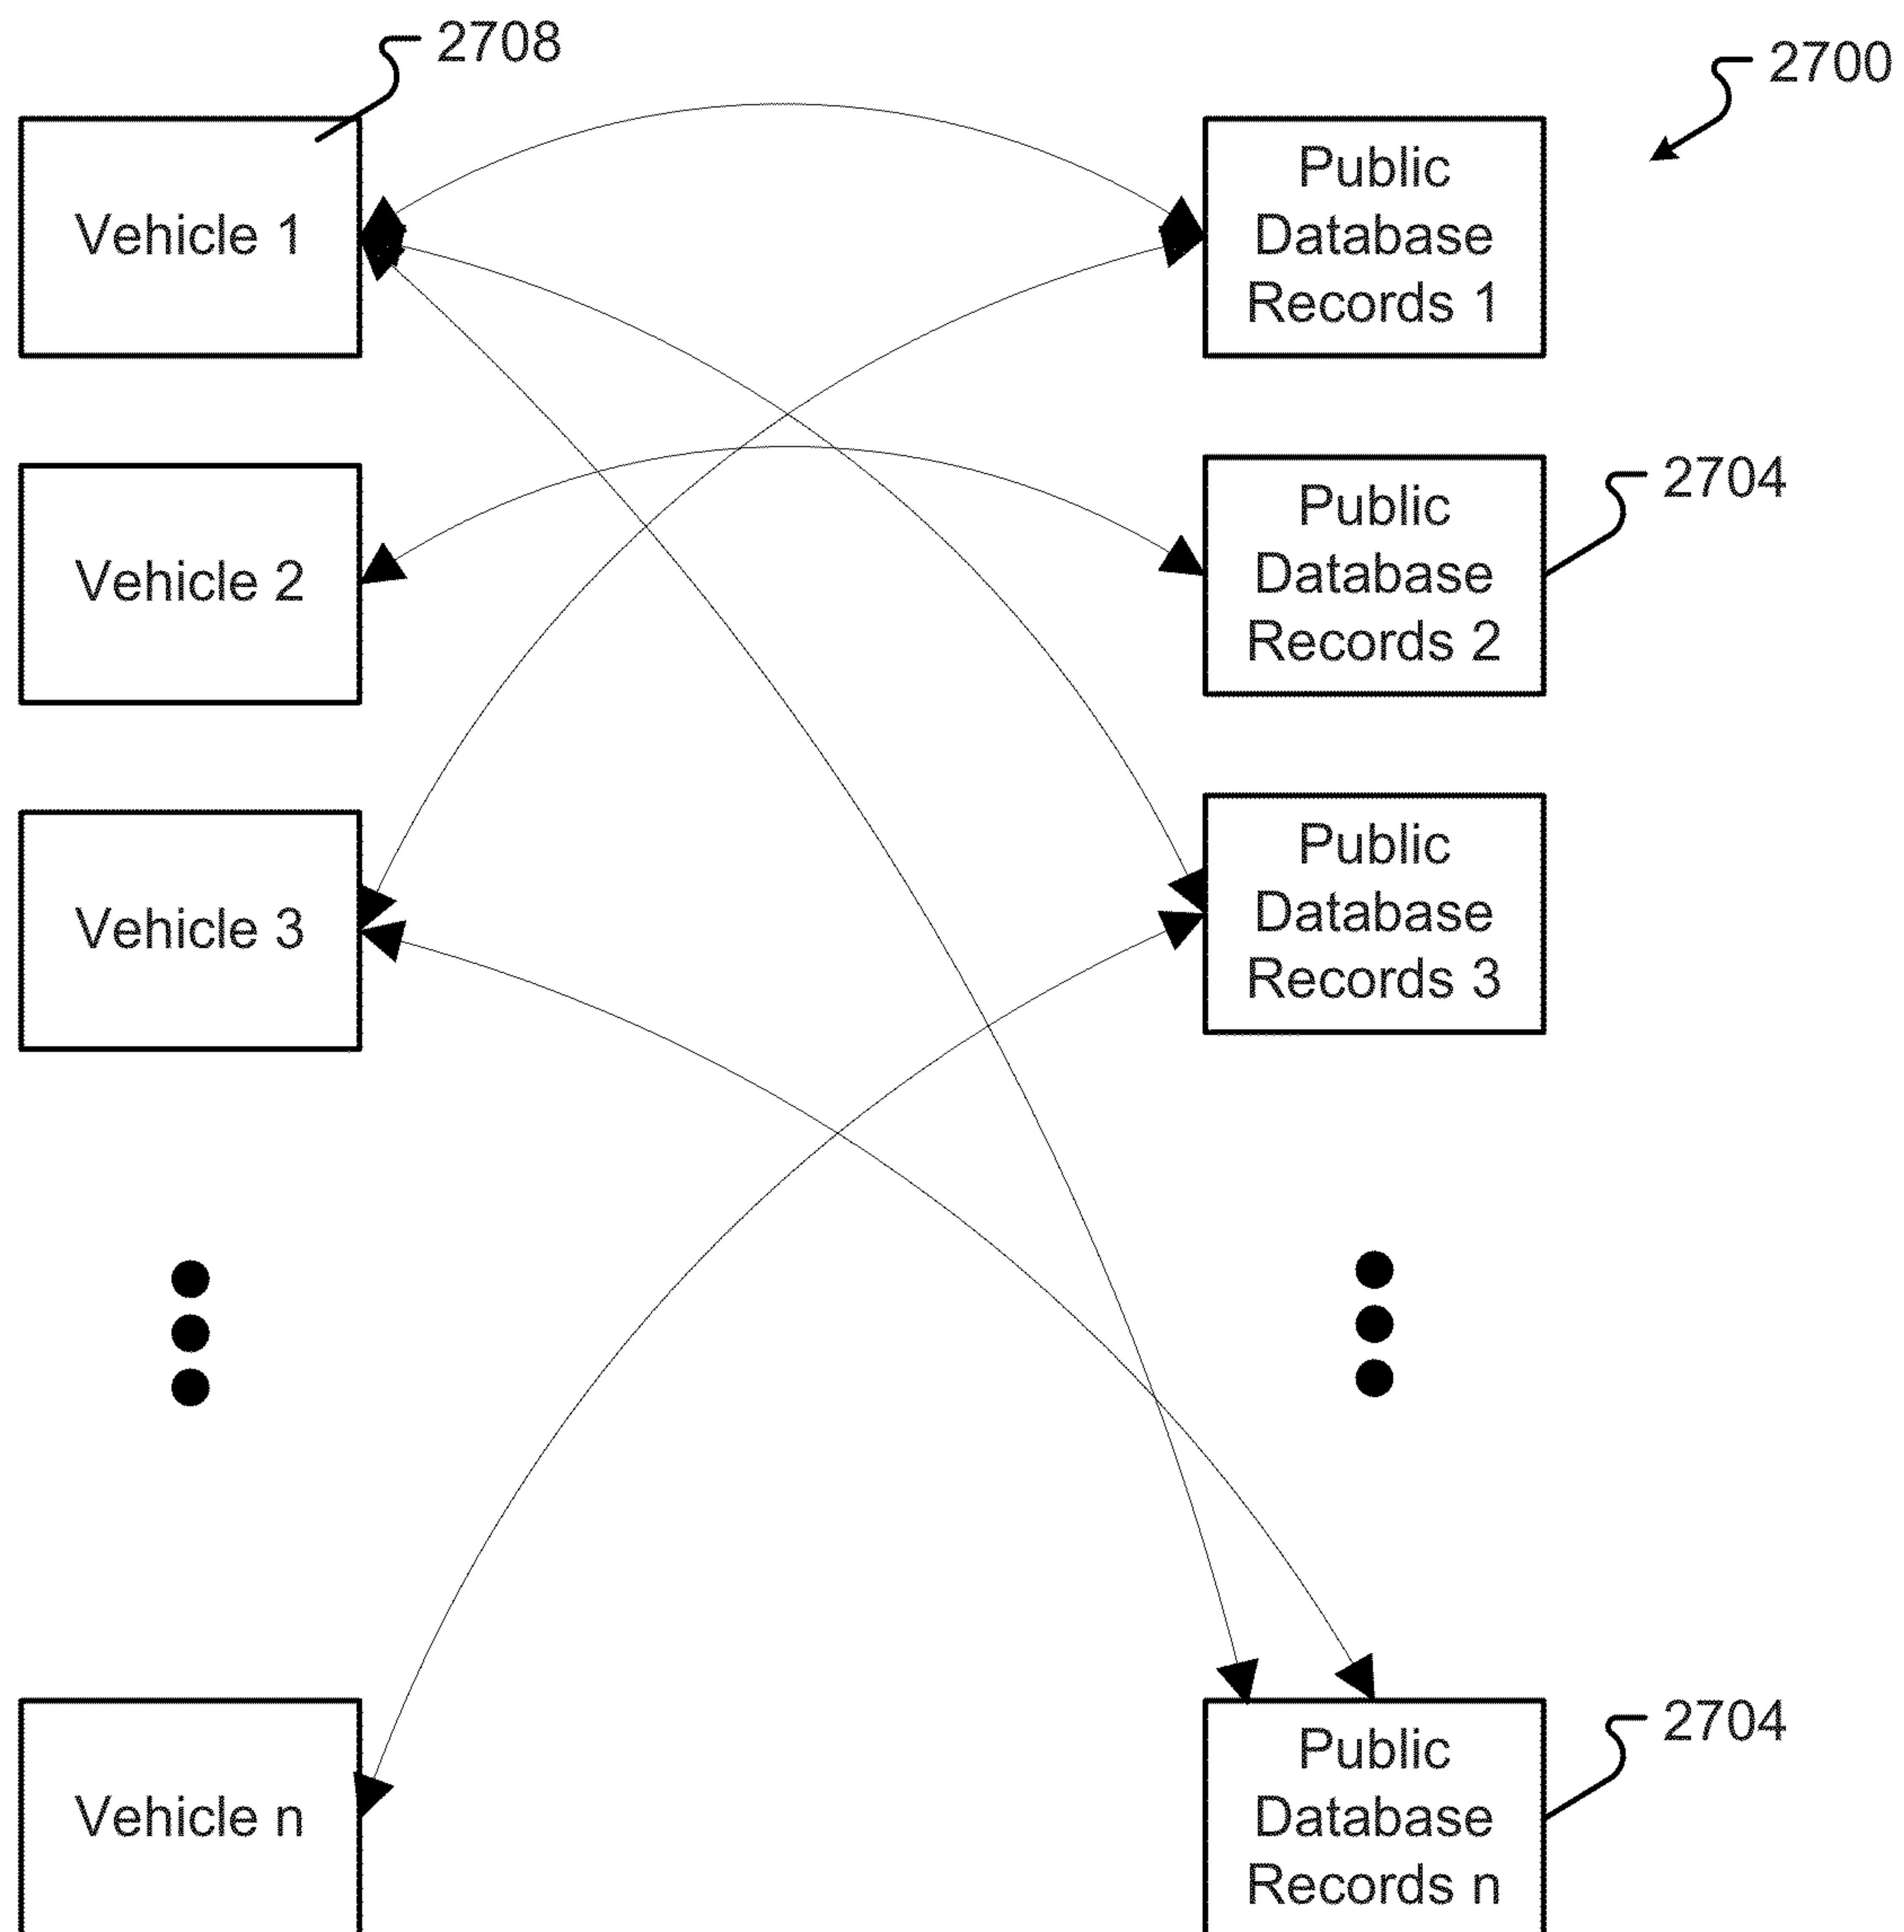 2708
2700
Vehicle 1
Public
Database
Records 1
Vehicle 2
Public
Database
Records 2
2704
Vehicle 3
Public
Database
Records 3
Vehicle n
Public
Database
Records n
2704